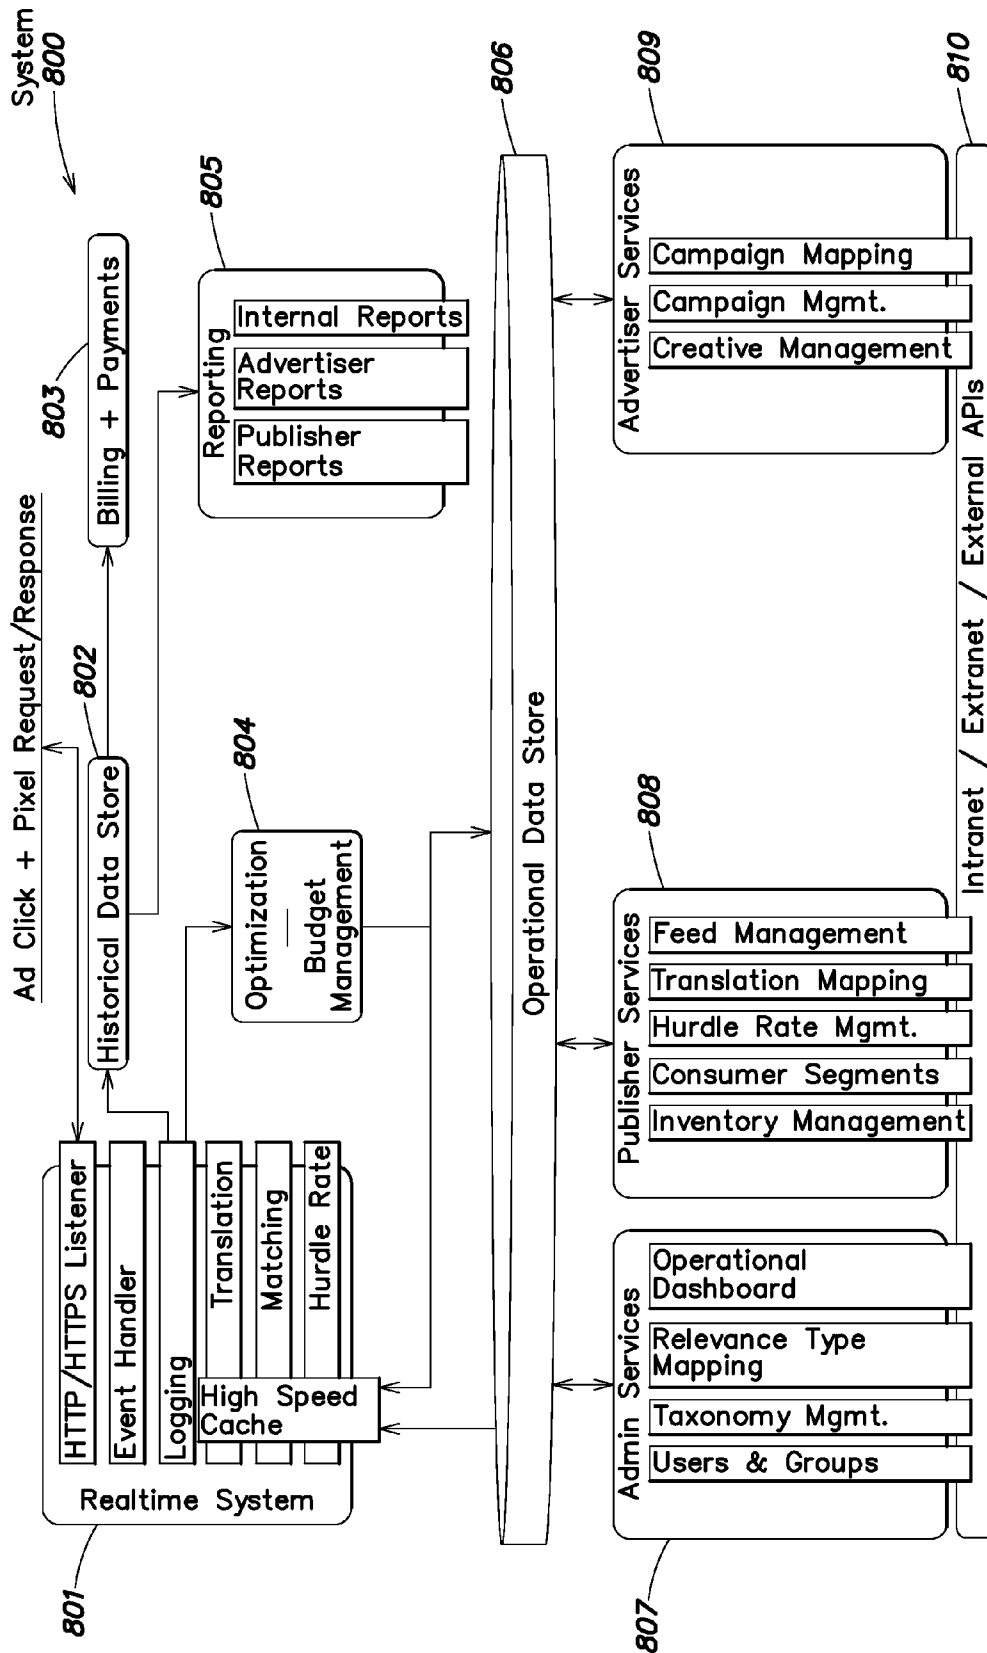 System
800
Ad Click + Pixel Request/Response
HTTP/HTTPS Listener
Event Handler
Logging
Translation
Matching
Hurdle Rate
High Speed
Cache
Realtime System
801
Historical Data Store
802
Billing + Payments
803
Optimization
Budget
Management
804
Reporting
Publisher
Reports
Advertiser
Reports
Internal Reports
805
Operational Data Store
806
Admin Services
Users & Groups
Taxonomy Mgmt.
Relevance Type
Mapping
Operational
Dashboard
807
Publisher Services
Inventory Management
Consumer Segments
Hurdle Rate Mgmt.
Translation Mapping
Feed Management
808
Advertiser Services
Creative Management
Campaign Mgmt.
Campaign Mapping
809
Intranet / Extranet / External APIs
810